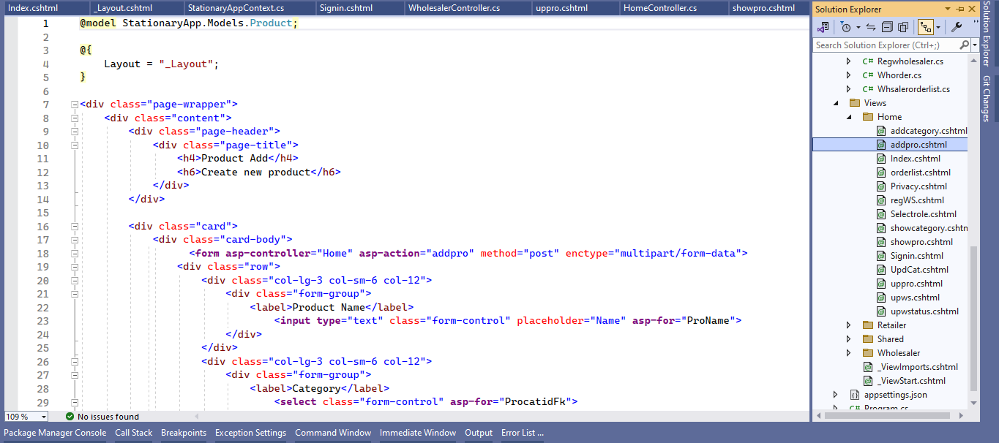 Index.cshtml _Layout.cshtml StationaryAppContext.cs Signin.cshtml WholesalerController.cs uppro.cshtml HomeController.cs showpro.cshtml
1 @model StationaryApp.Models.Product;
2
3 @{
4 Layout = "_Layout";
5 }
6
7 <div class="page-wrapper">
8 <div class="content">
9 <div class="page-header">
10 <div class="page-title">
11 <h4>Product Add</h4>
12 <h6>Create new product</h6>
13 </div>
14 </div>
15
16 <div class="card">
17 <div class="card-body">
18 <form asp-controller="Home" asp-action="addpro" method="post" enctype="multipart/form-data">
19 <div class="row">
20 <div class="col-lg-3 col-sm-6 col-12">
21 <div class="form-group">
22 <label>Product Name</label>
23 <input type="text" class="form-control" placeholder="Name" asp-for="ProName">
24 </div>
25 </div>
26 <div class="col-lg-3 col-sm-6 col-12">
27 <div class="form-group">
28 <label>Category</label>
29 <select class="form-control" asp-for="ProcatidFk">
109 % No issues found
Package Manager Console Call Stack Breakpoints Exception Settings Command Window Immediate Window Output Error List ...
Solution Explorer
Search Solution Explorer (Ctrl+;)
C# Regwholesaler.cs
C# Whorder.cs
C# Whsalerorderlist.cs
Views
Home
addcategory.cshtml
addpro.cshtml
Index.cshtml
orderlist.cshtml
Privacy.cshtml
regWS.cshtml
Selectrole.cshtml
showcategory.cshtm
showpro.cshtml
Signin.cshtml
UpdCat.cshtml
uppro.cshtml
upws.cshtml
upwstatus.cshtml
Retailer
Shared
Wholesaler
_ViewImports.cshtml
_ViewStart.cshtml
appsettings.json
C# Program.cs
Solution Explorer
Git Changes